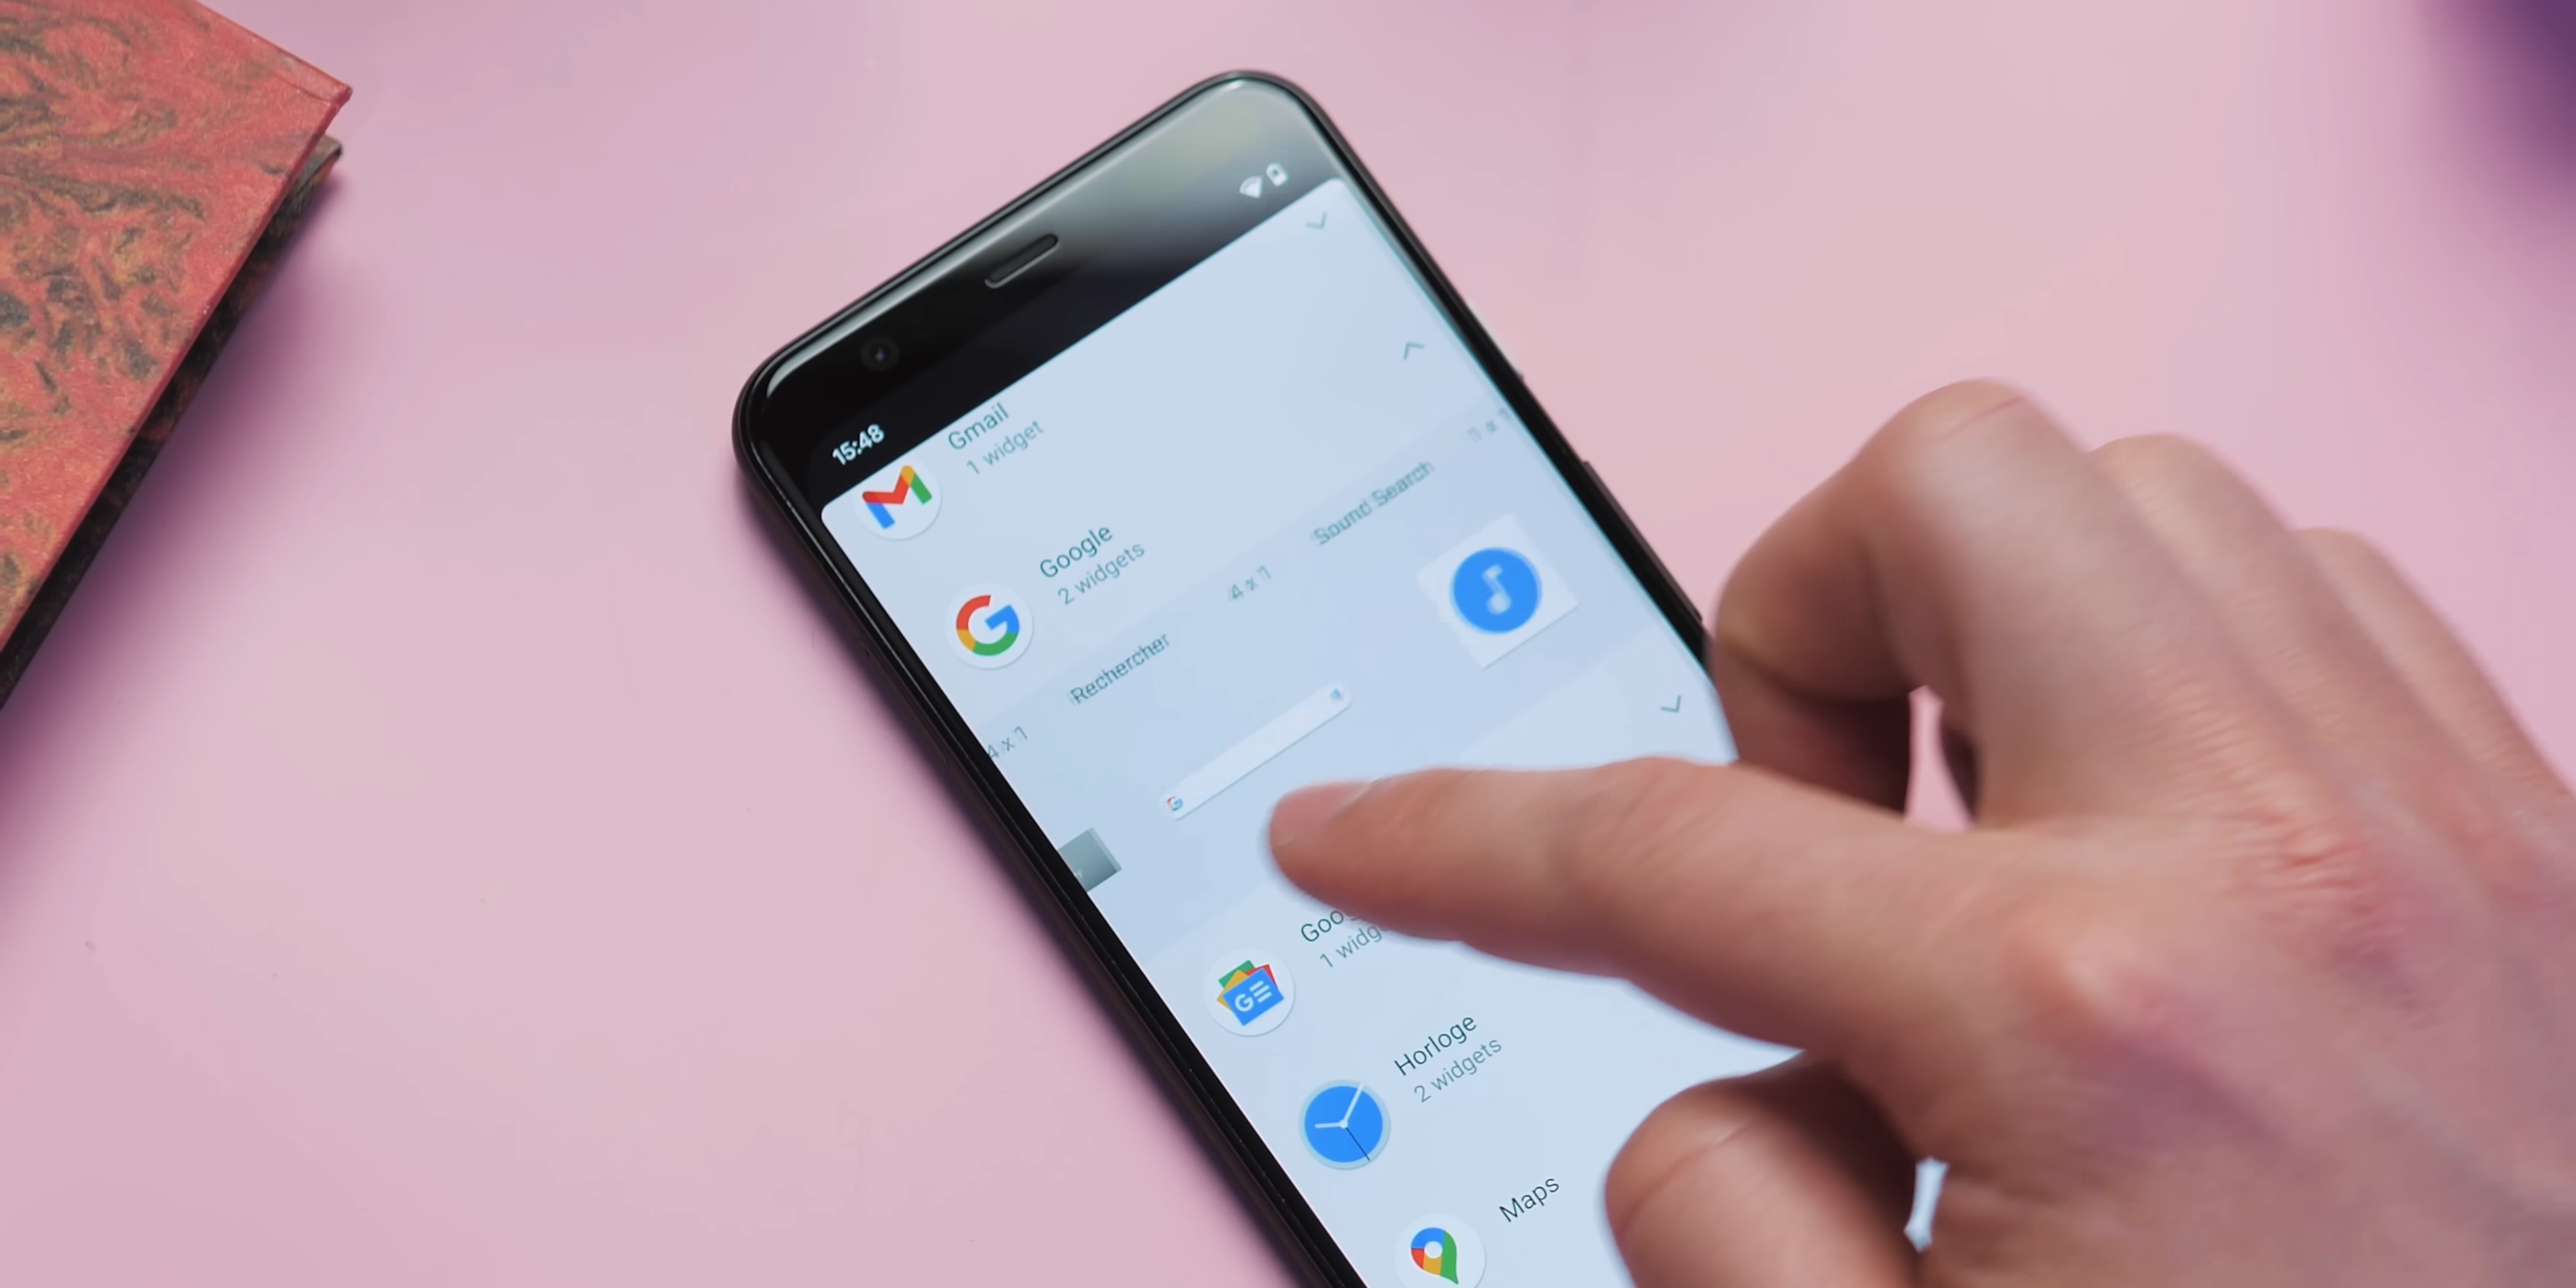 15:48
Gmail
1 widget
Google
2 widgets
4 x 1
Rechercher
4 x 1
Sound Search
G
1
Horloge
2 widgets
Maps